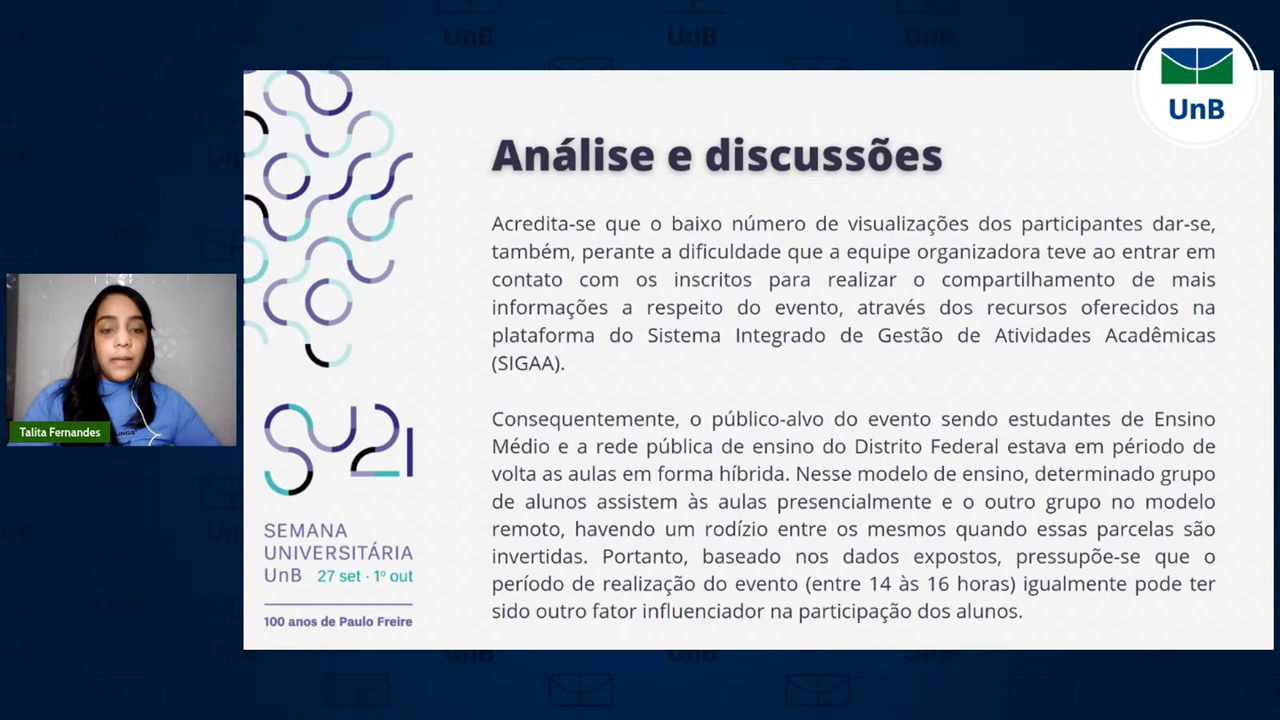 UnB
UnB
UnB
UnB
Análise e discussões
Acredita-se que o baixo número de visualizações dos participantes dar-se,
também, perante a dificuldade que a equipe organizadora teve ao entrar em
contato com os inscritos para realizar o compartilhamento de mais
informações a respeito do evento, através dos recursos oferecidos na
plataforma do Sistema Integrado de Gestão de Atividades Acadêmicas
(SIGAA).
Consequentemente, o público-alvo do evento sendo estudantes de Ensino
Médio e a rede pública de ensino do Distrito Federal estava em período de
volta as aulas em forma híbrida. Nesse modelo de ensino, determinado grupo
de alunos assistem às aulas presencialmente e o outro grupo no modelo
remoto, havendo um rodízio entre os mesmos quando essas parcelas são
invertidas. Portanto, baseado nos dados expostos, pressupõe-se que o
período de realização do evento (entre 14 às 16 horas) igualmente pode ter
sido outro fator influenciador na participação dos alunos.
Talita Fernandes
SU21
SEMANA
UNIVERSITÁRIA
UnB 27 set · 1º out
100 anos de Paulo Freire